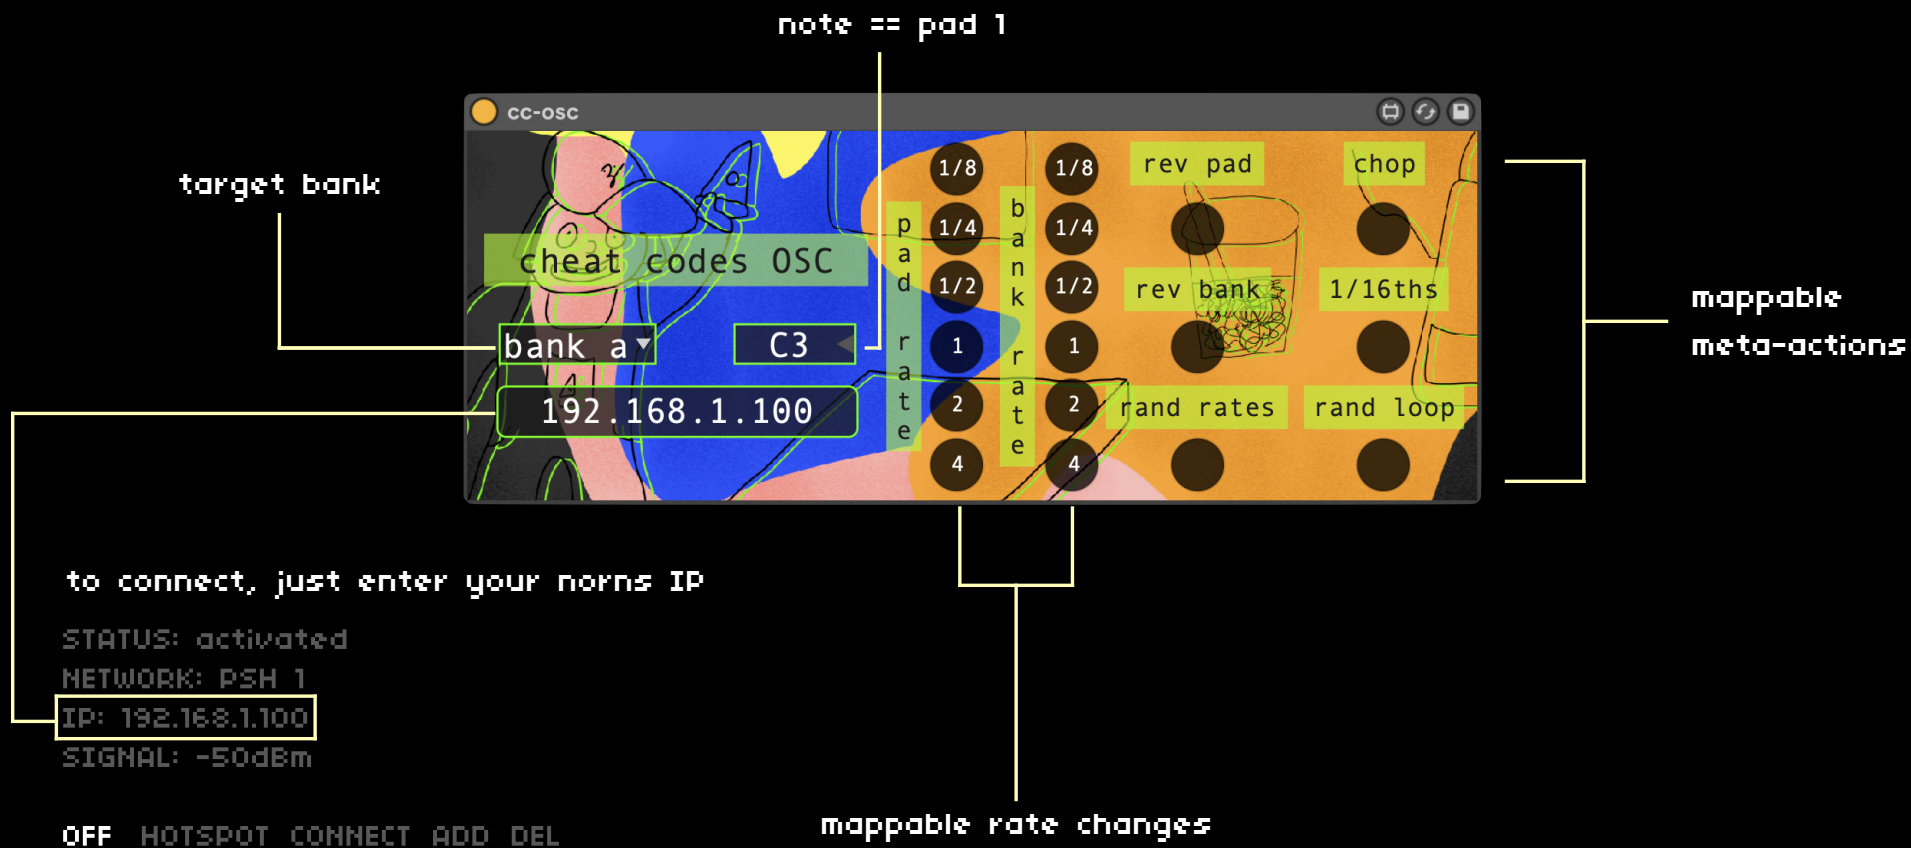 note == pad 1
cc-osc
target bank
cheat codes OSC
bank a
C3
192.168.1.100
pad rate
1/8
1/4
1/2
1
2
4
bank rate
1/8
1/4
1/2
1
2
4
rev pad
chop
rev bank
1/16ths
rand rates
rand loop
mappable
meta-actions
to connect, just enter your norns IP
STATUS: activated
NETWORK: PSH 1
IP: 192.168.1.100
SIGNAL: -50dBm
OFF HOTSPOT CONNECT ADD DEL
mappable rate changes